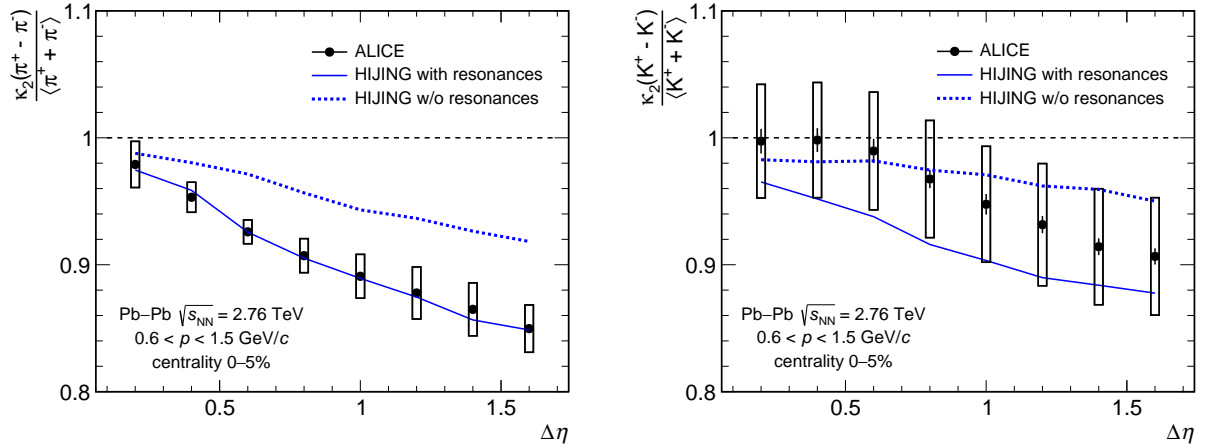 κ₂(π⁺ - π⁻)
⟨π⁺ + π⁻⟩
1.1
1
0.9
0.8
ALICE
HIJING with resonances
HIJING w/o resonances
Pb–Pb √sNN = 2.76 TeV
0.6 < p < 1.5 GeV/c
centrality 0–5%
0.5 1 1.5
Δη
κ₂(K⁺ - K⁻)
⟨K⁺ + K⁻⟩
1.1
1
0.9
0.8
ALICE
HIJING with resonances
HIJING w/o resonances
Pb–Pb √sNN = 2.76 TeV
0.6 < p < 1.5 GeV/c
centrality 0–5%
0.5 1 1.5
Δη